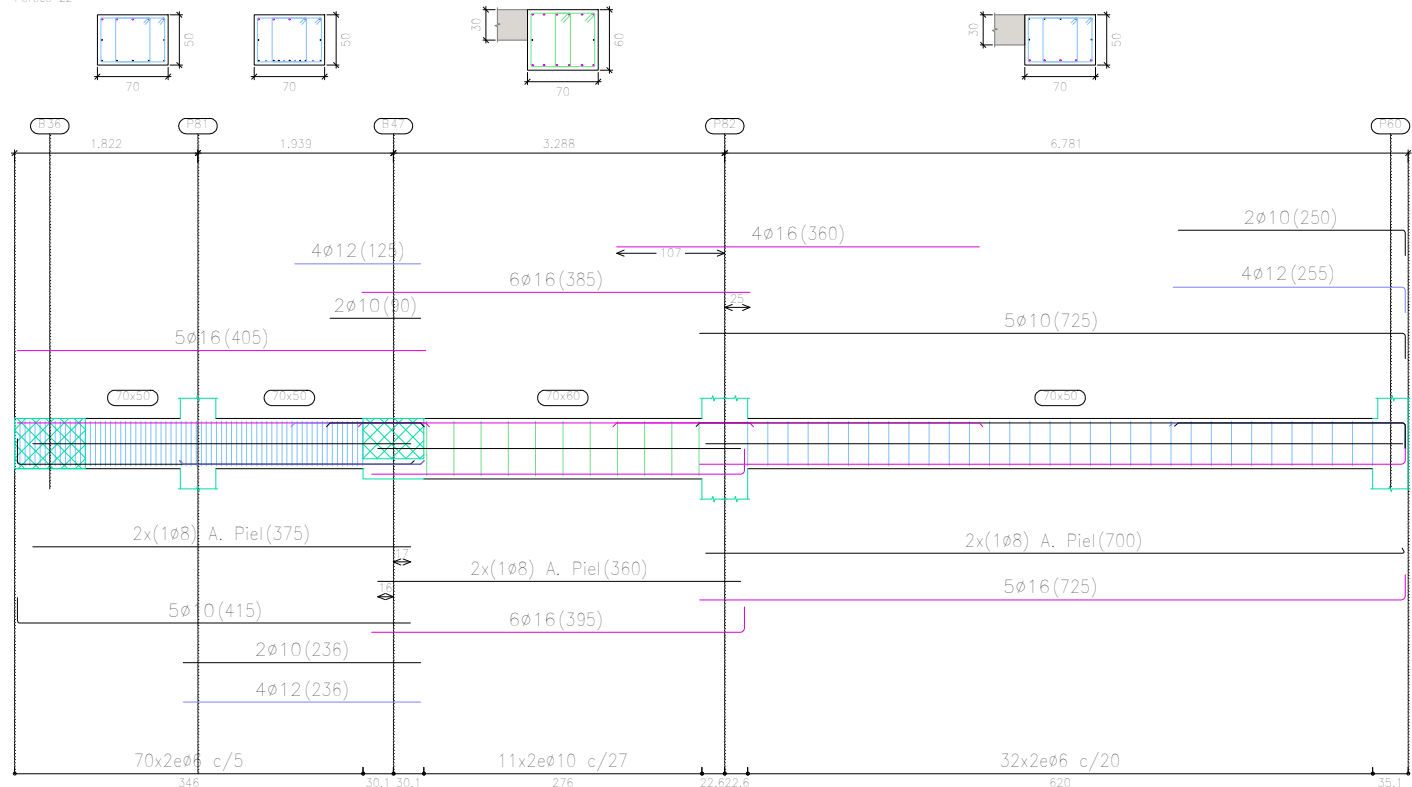 50
50
30
60
30
50
70
70
70
70
B36
P81
B47
P82
P60
1.822
1.939
3.288
6.781
2ø10(250)
4ø16(360)
4ø12(125)
107
4ø12(255)
6ø16(385)
25
2ø10(90)
5ø10(725)
5ø16(405)
70x50
70x50
70x60
70x50
2x(1ø8) A. Piel(375)
2x(1ø8) A. Piel(700)
17
2x(1ø8) A. Piel(360)
16
5ø16(725)
5ø10(415)
6ø16(395)
2ø10(236)
4ø12(236)
70x2eø6 c/5
11x2eø10 c/27
32x2eø6 c/20
346
30.1
30.1
276
22.6
22.6
620
35.1